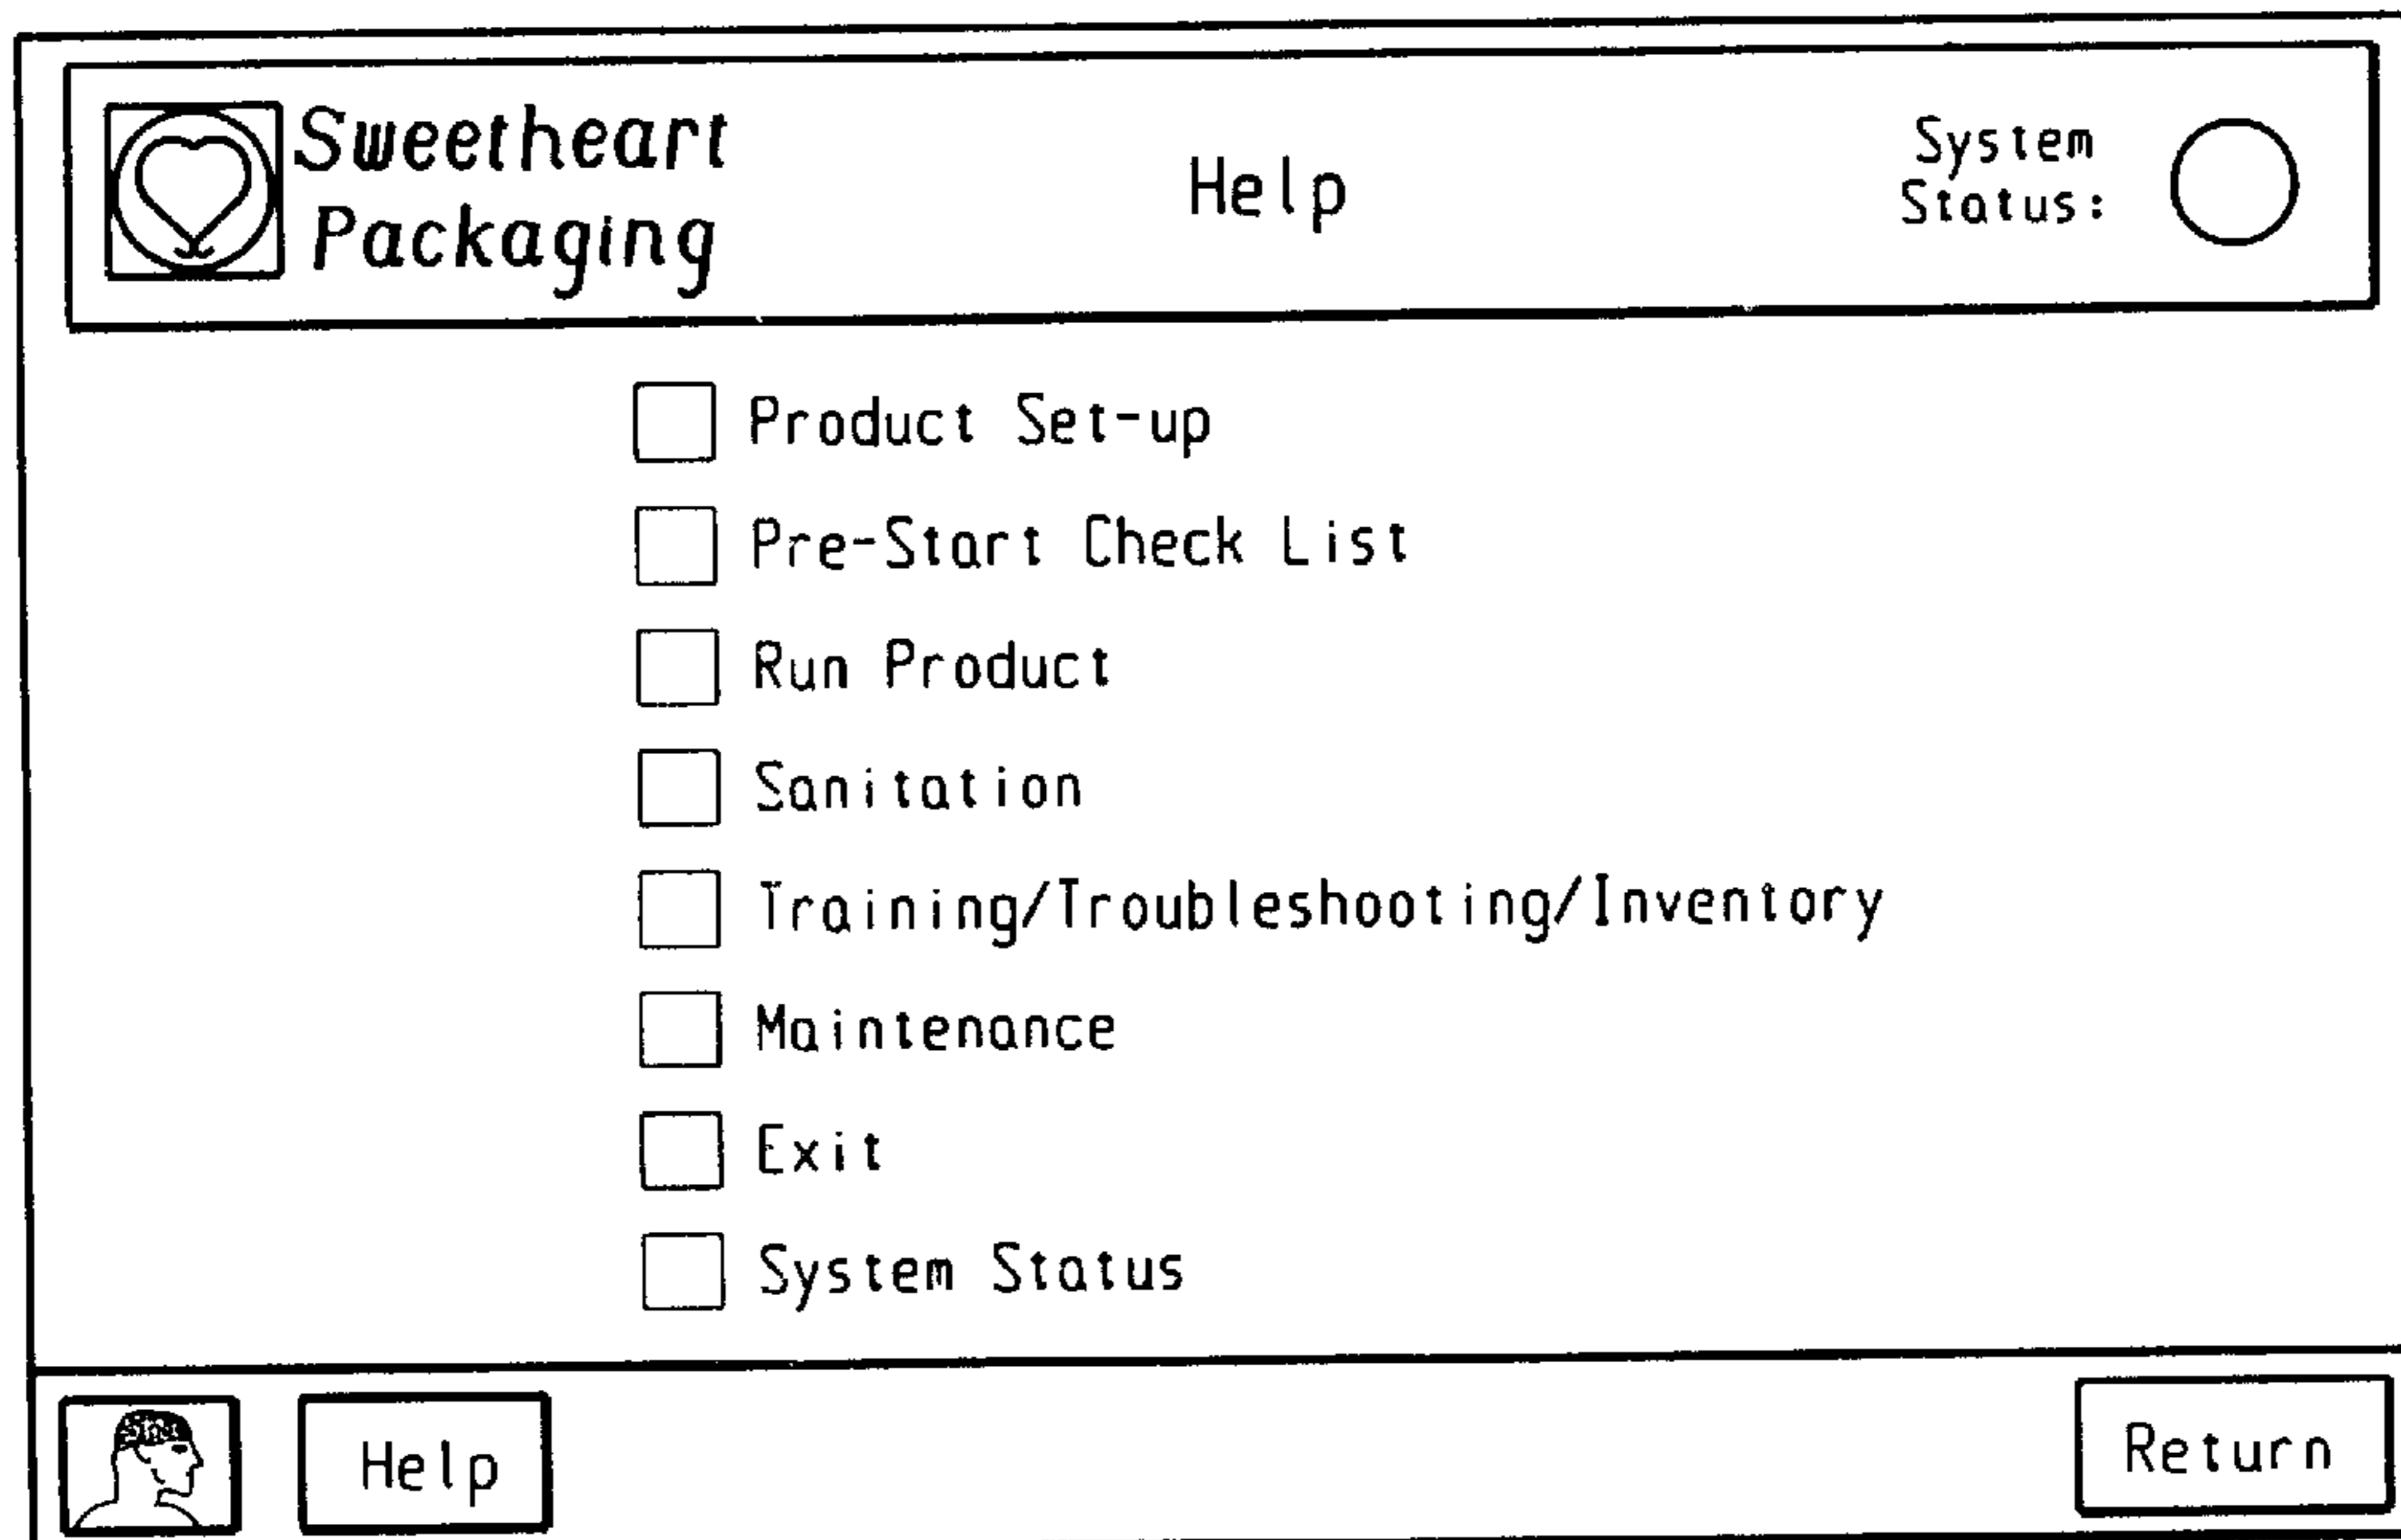 Sweetheart
Packaging
Help
System
Status:
Product Set-up
Pre-Start Check List
Run Product
Sanitation
Training/Troubleshooting/Inventory
Maintenance
Exit
System Status
Help
Return